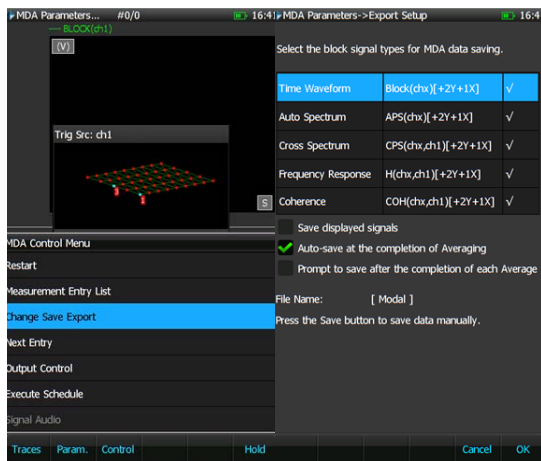 MDA Parameters... #0/0 16:41
--- BLOCK(ch1)
(V)
Trig Src: ch1
3
1
S
MDA Control Menu
Restart
Measurement Entry List
Change Save Export
Next Entry
Output Control
Execute Schedule
Signal Audio
Traces Param. Control Hold
MDA Parameters->Export Setup 16:4
Select the block signal types for MDA data saving.
Time Waveform Block(chx)[+2Y+1X] √
Auto Spectrum APS(chx)[+2Y+1X] √
Cross Spectrum CPS(chx,ch1)[+2Y+1X] √
Frequency Response H(chx,ch1)[+2Y+1X] √
Coherence COH(chx,ch1)[+2Y+1X] √
Save displayed signals
Auto-save at the completion of Averaging
Prompt to save after the completion of each Average
File Name: [ Modal ]
Press the Save button to save data manually.
Cancel OK